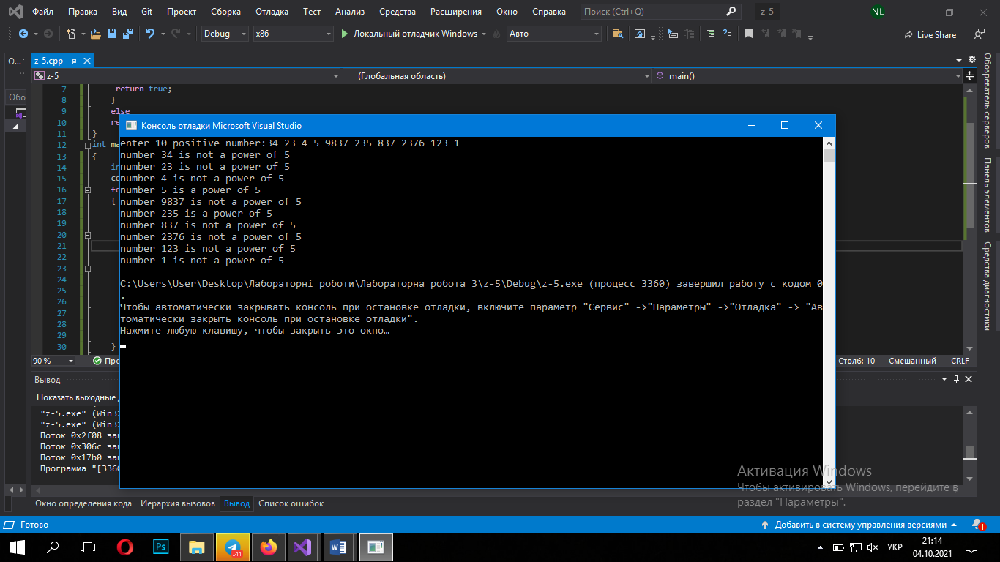 Файл Правка Вид Git Проект Сборка Отладка Тест Анализ Средства Расширения Окно Справка Поиск (Ctrl+Q) z-5 NL
Debug x86 Локальный отладчик Windows Авто Live Share
О... z-5.cpp
z-5 (Глобальная область) main()
Обо
7 return true;
8 }
9 else
10 re
11 }
12 int ma
13 {
14 in
15 co
16 fo
17 {
18
19
20
21
22
23
24
25
26
27
28
29
30 }
Консоль отладки Microsoft Visual Studio
enter 10 positive number:34 23 4 5 9837 235 837 2376 123 1
number 34 is not a power of 5
number 23 is not a power of 5
number 4 is not a power of 5
number 5 is a power of 5
number 9837 is not a power of 5
number 235 is a power of 5
number 837 is not a power of 5
number 2376 is not a power of 5
number 123 is not a power of 5
number 1 is not a power of 5
C:\Users\User\Desktop\Лабораторні роботи\Лабораторна робота 3\z-5\Debug\z-5.exe (процесс 3360) завершил работу с кодом 0
.
Чтобы автоматически закрывать консоль при остановке отладки, включите параметр "Сервис" ->"Параметры" ->"Отладка" -> "Ав
томатически закрыть консоль при остановке отладки".
Нажмите любую клавишу, чтобы закрыть это окно…
Обозреватель серверов
Панель элементов
Средства диагностики
90 % Про Столб: 10 Смешанный CRLF
Вывод
Показать выходные
"z-5.exe" (Win32
"z-5.exe" (Win32
Поток 0x2f08 зав
Поток 0x306c зав
Поток 0x17b0 зав
Программа "[3360
Активация Windows
Чтобы активировать Windows, перейдите в
раздел "Параметры".
Окно определения кода Иерархия вызовов Вывод Список ошибок
Готово Добавить в систему управления версиями 1
Ps 41 W УКР 21:14
04.10.2021